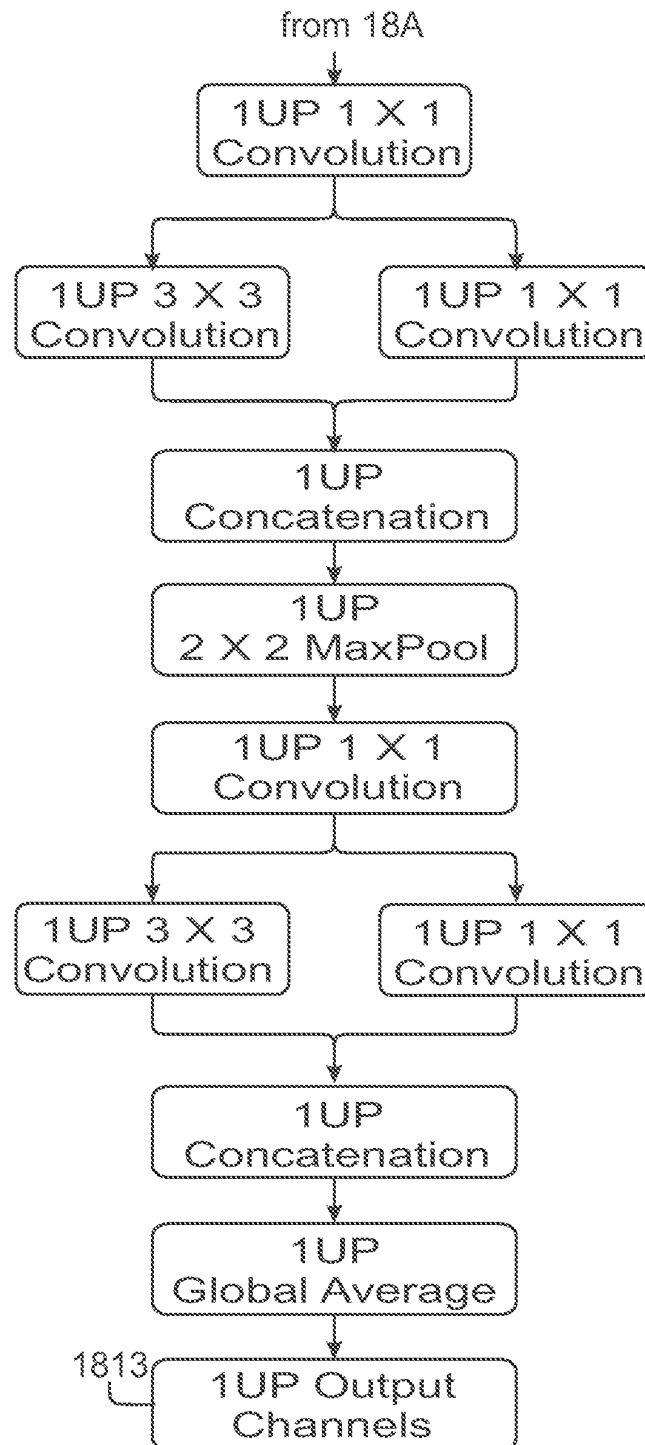 from 18A
1UP 1 X 1
Convolution
1UP 3 X 3
Convolution
1UP 1 X 1
Convolution
1UP
Concatenation
1UP
2 X 2 MaxPool
1UP 1 X 1
Convolution
1UP 3 X 3
Convolution
1UP 1 X 1
Convolution
1UP
Concatenation
1UP
Global Average
1813
1UP Output
Channels